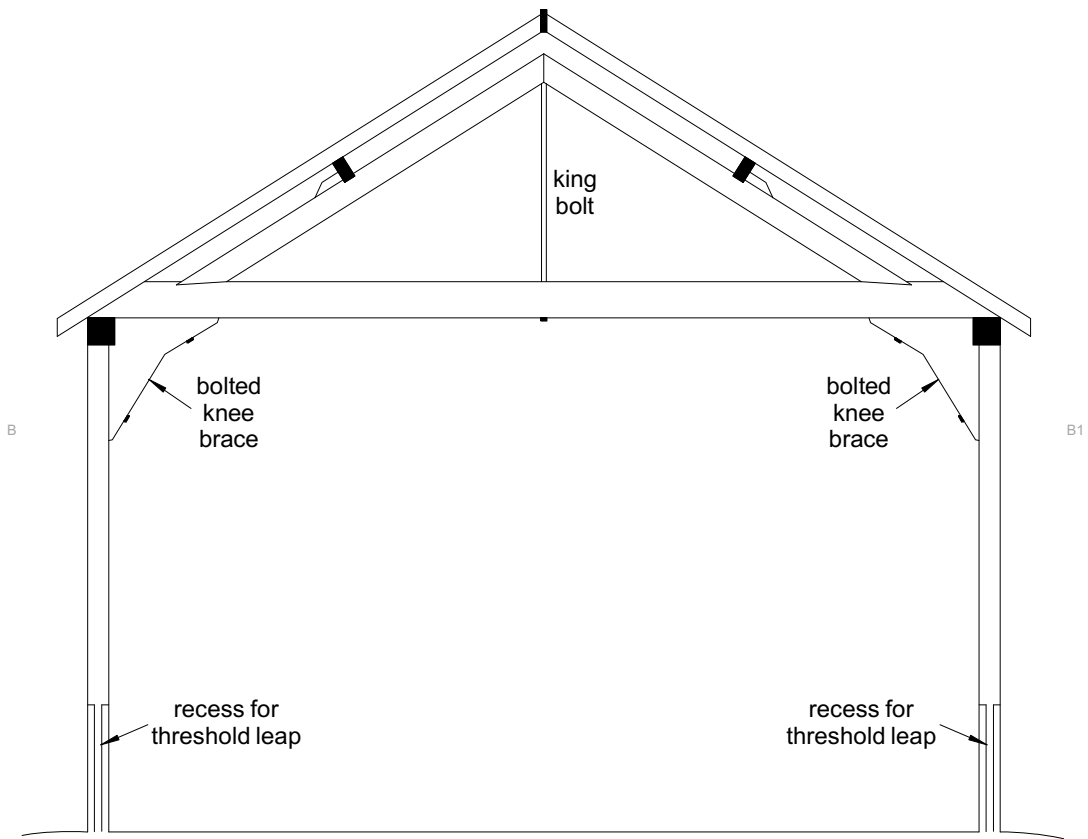 king
bolt
bolted
knee
brace
bolted
knee
brace
B
B1
recess for
threshold leap
recess for
threshold leap